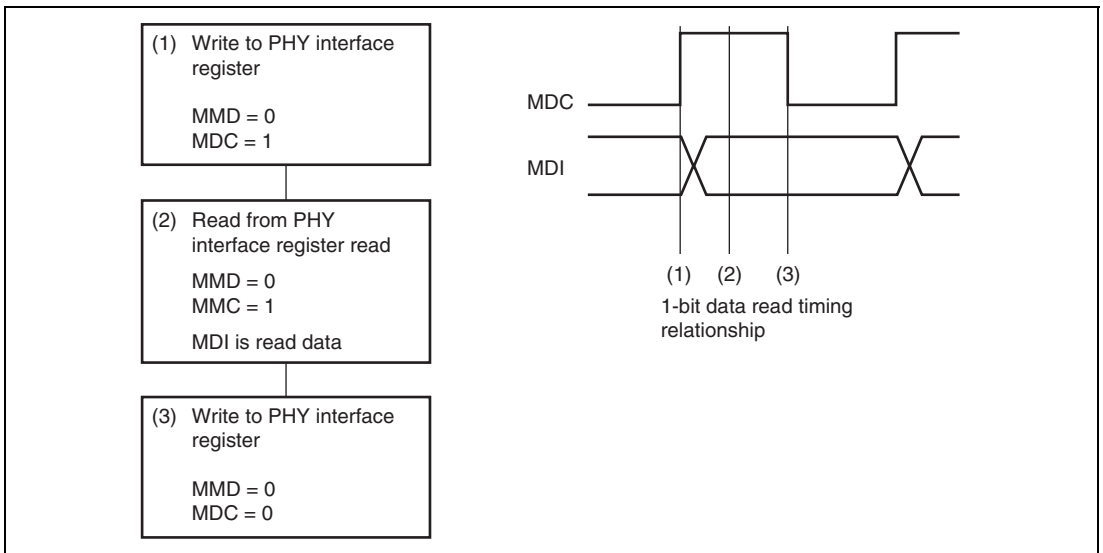 (1) Write to PHY interface
register
MMD = 0
MDC = 1
(2) Read from PHY
interface register read
MMD = 0
MMC = 1
MDI is read data
(3) Write to PHY interface
register
MMD = 0
MDC = 0
MDC
MDI
(1) (2) (3)
1-bit data read timing
relationship